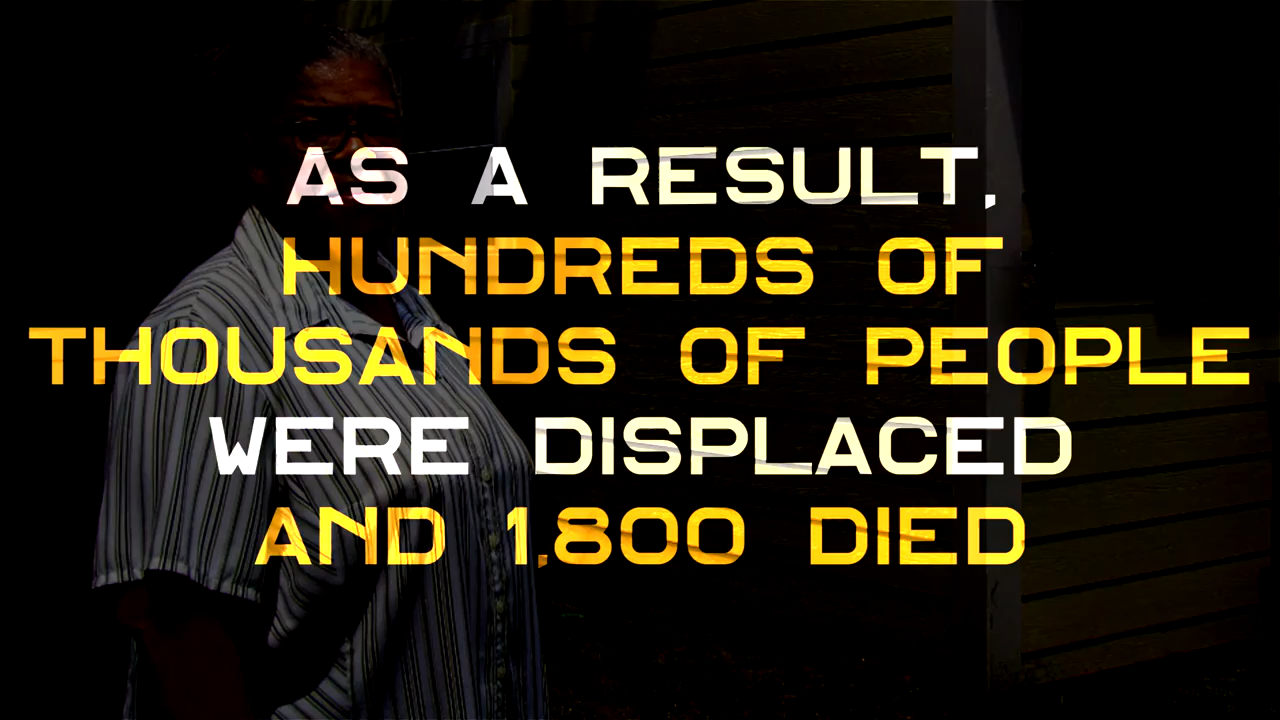 AS A RESULT,
HUNDREDS OF
THOUSANDS OF PEOPLE
WERE DISPLACED
AND 1,800 DIED